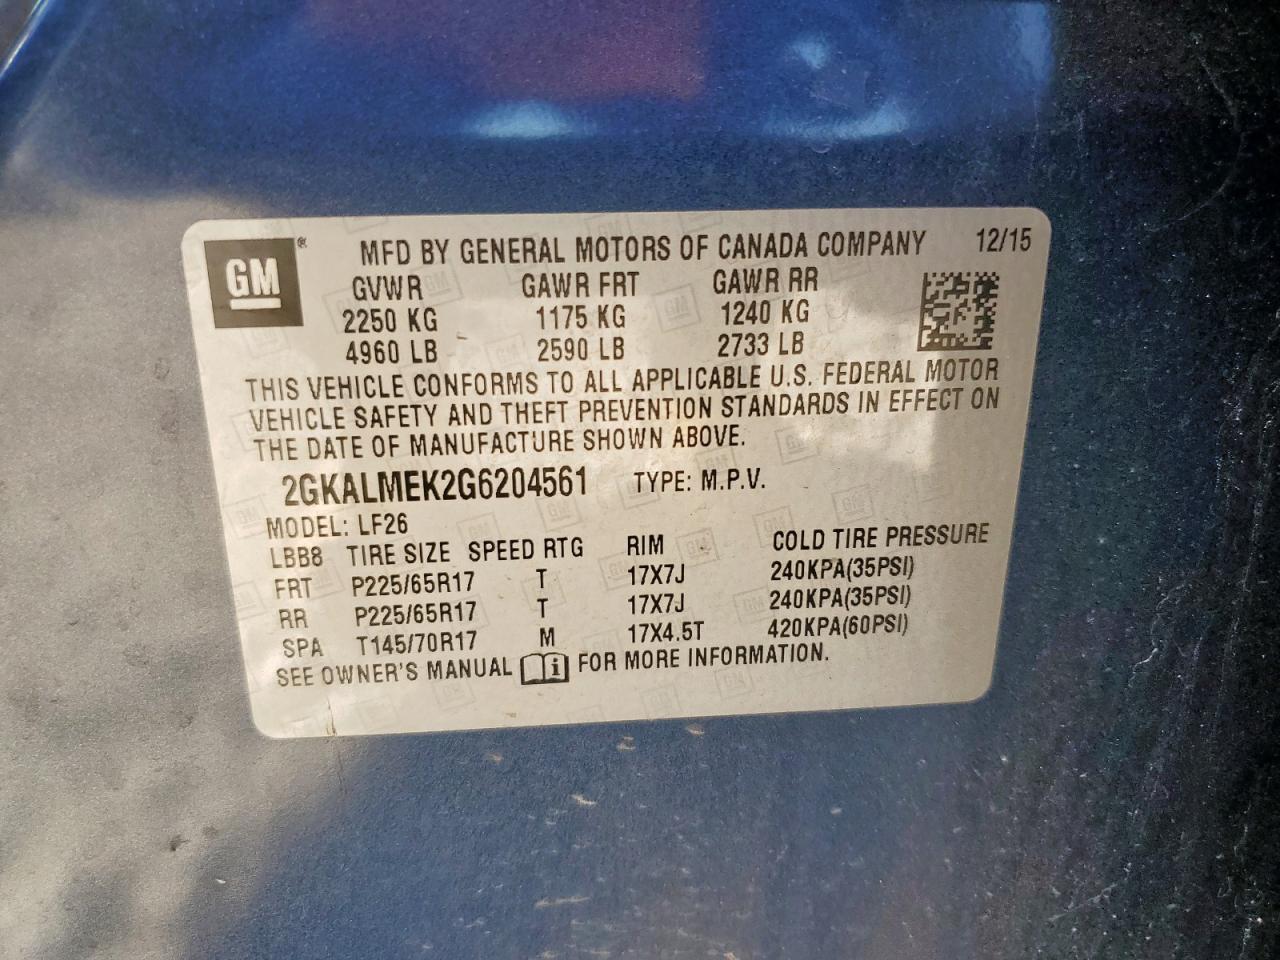 GM ® MFD BY GENERAL MOTORS OF CANADA COMPANY 12/15
GVWR GAWR FRT GAWR RR
2250 KG 1175 KG 1240 KG
4960 LB 2590 LB 2733 LB
THIS VEHICLE CONFORMS TO ALL APPLICABLE U.S. FEDERAL MOTOR
VEHICLE SAFETY AND THEFT PREVENTION STANDARDS IN EFFECT ON
THE DATE OF MANUFACTURE SHOWN ABOVE.
2GKALMEK2G6204561 TYPE: M.P.V.
MODEL: LF26
LBB8 TIRE SIZE SPEED RTG RIM COLD TIRE PRESSURE
FRT P225/65R17 T 17X7J 240KPA(35PSI)
RR P225/65R17 T 17X7J 240KPA(35PSI)
SPA T145/70R17 M 17X4.5T 420KPA(60PSI)
SEE OWNER'S MANUAL i FOR MORE INFORMATION.